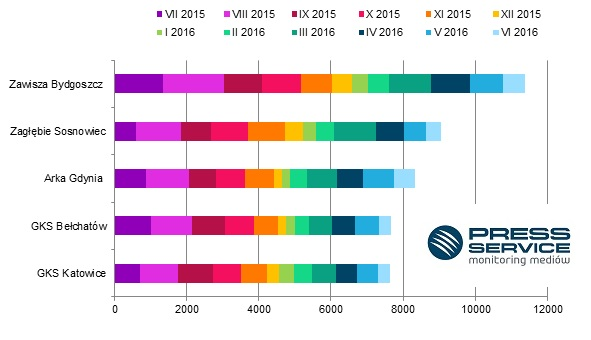 VII 2015 VIII 2015 IX 2015 X 2015 XI 2015 XII 2015
I 2016 II 2016 III 2016 IV 2016 V 2016 VI 2016
Zawisza Bydgoszcz
Zagłębie Sosnowiec
Arka Gdynia
GKS Bełchatów
GKS Katowice
PRESS
SERVICE
monitoring mediów
0 2000 4000 6000 8000 10000 12000